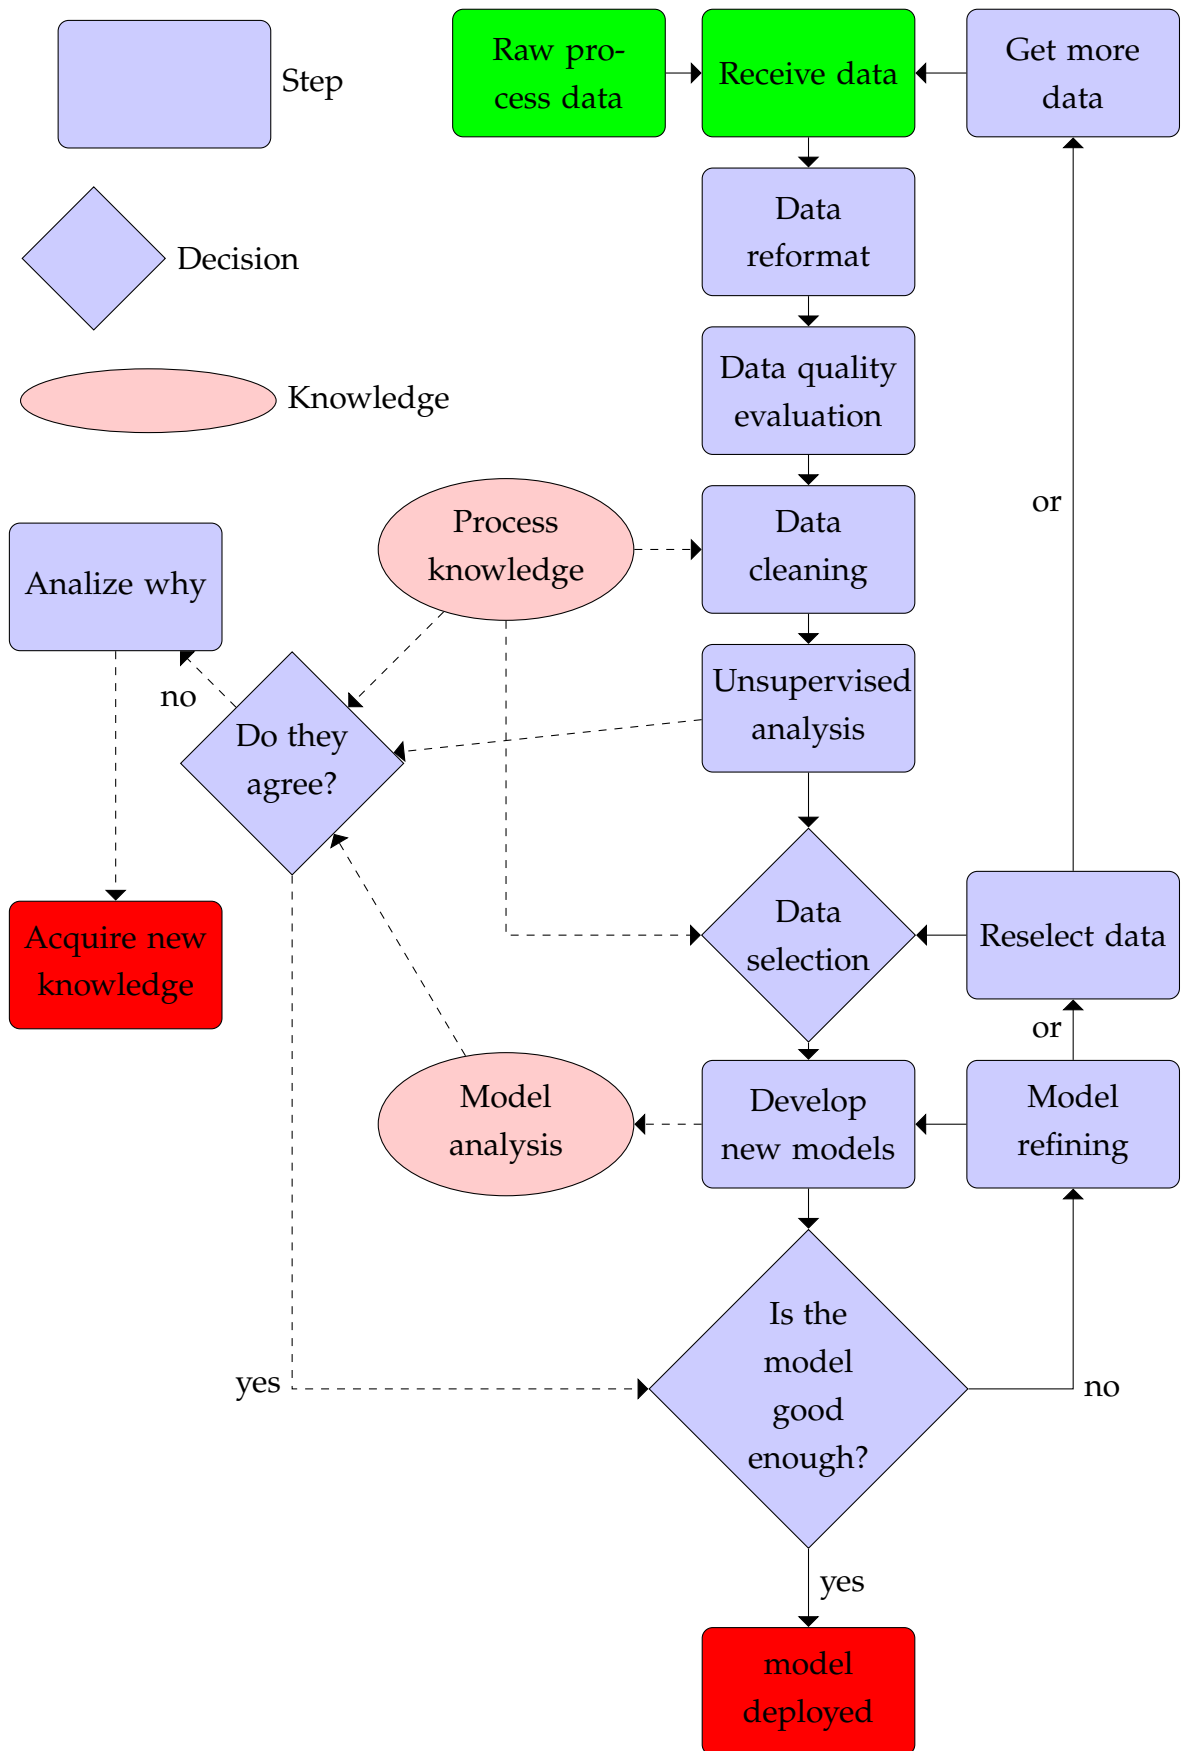 Step
Decision
Knowledge
Raw pro-
cess data
Receive data
Get more
data
Data
reformat
Data quality
evaluation
Process
knowledge
Data
cleaning
or
Analize why
Unsupervised
analysis
no
Do they
agree?
Data
selection
Reselect data
Acquire new
knowledge
or
Model
analysis
Develop
new models
Model
refining
Is the
model
good
enough?
yes
no
yes
model
deployed